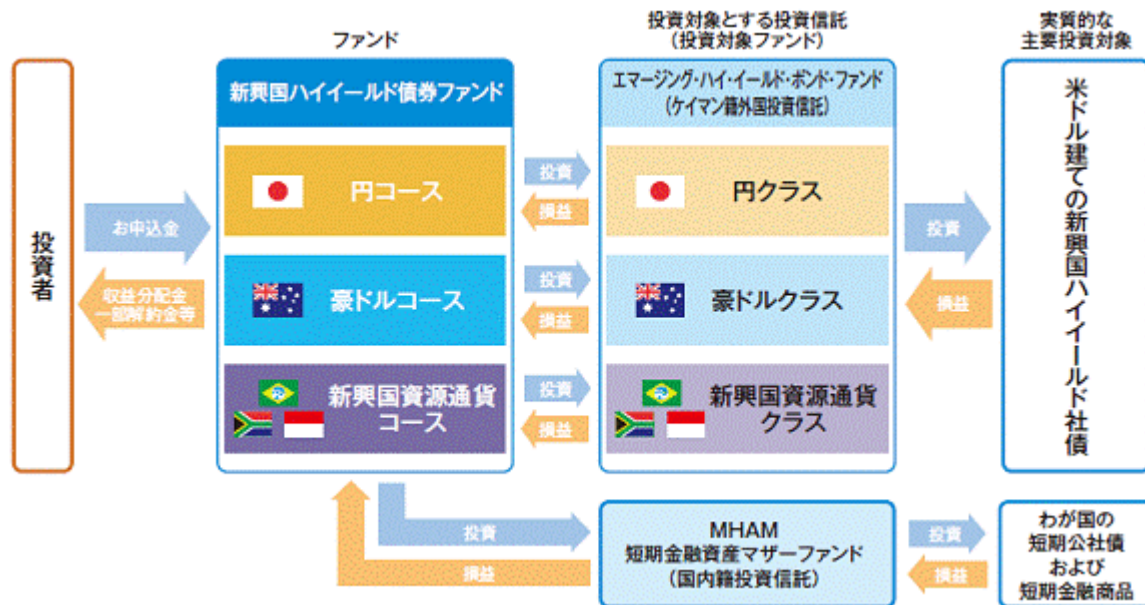 ファンド
投資対象とする投資信託
(投資対象ファンド)
実質的な
主要投資対象
投資者
お申込金
収益分配金
一部解約金等
新興国ハイイールド債券ファンド
円コース
豪ドルコース
新興国資源通貨
コース
投資
損益
投資
損益
投資
損益
エマージング・ハイ・イールド・ボンド・ファンド
(ケイマン籍外国投資信託)
円クラス
豪ドルクラス
新興国資源通貨
クラス
投資
損益
米ドル建ての新興国ハイイールド社債
投資
損益
MHAM
短期金融資産マザーファンド
(国内籍投資信託)
投資
損益
わが国の
短期公社債
および
短期金融商品